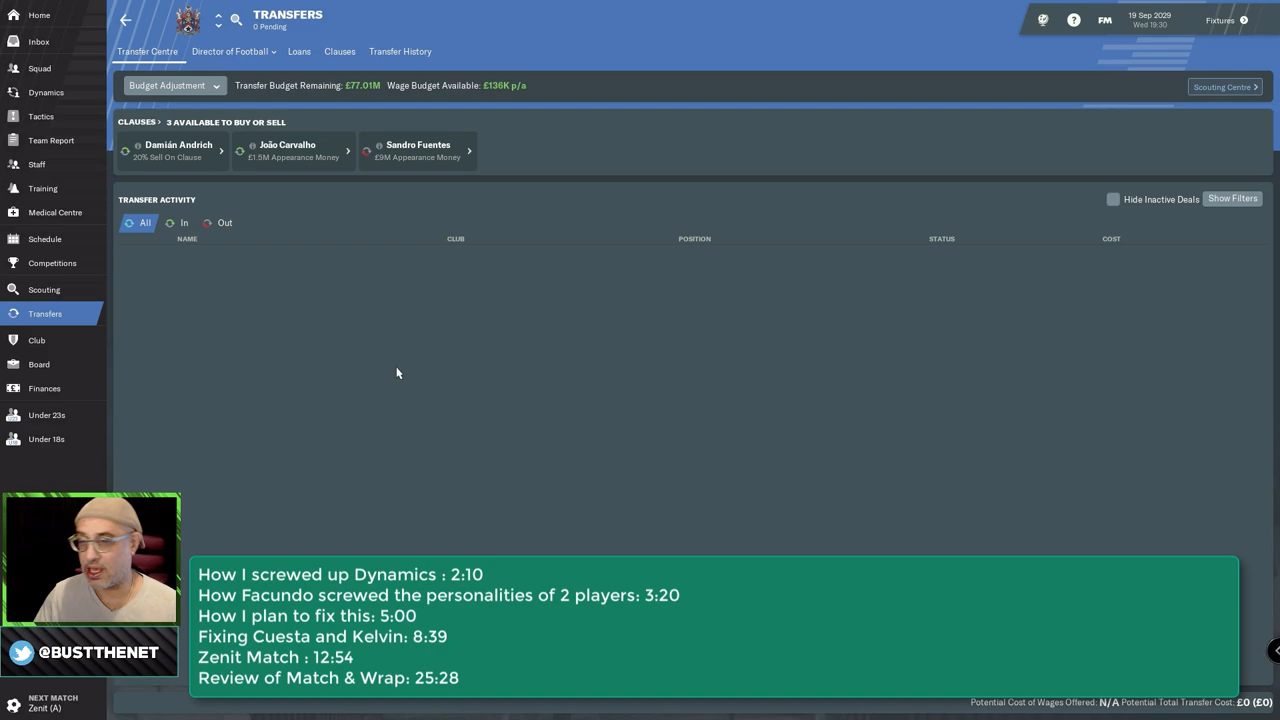 Home
Inbox
Squad
Dynamics
Tactics
Team Report
Staff
Training
Medical Centre
Schedule
Competitions
Scouting
Transfers
Club
Board
Finances
Under 23s
Under 18s
NEXT MATCH
Zenit (A)
TRANSFERS
0 Pending
19 Sep 2029
Wed 19:30
FM
?
Fixtures
Transfer Centre
Director of Football
Loans
Clauses
Transfer History
Budget Adjustment
Transfer Budget Remaining: £77.01M Wage Budget Available: £136K p/a
Scouting Centre
CLAUSES > 3 AVAILABLE TO BUY OR SELL
Damián Andrich
20% Sell On Clause
João Carvalho
£1.5M Appearance Money
Sandro Fuentes
£9M Appearance Money
TRANSFER ACTIVITY
Hide Inactive Deals
Show Filters
All
In
Out
NAME
CLUB
POSITION
STATUS
COST
How I screwed up Dynamics : 2:10
How Facundo screwed the personalities of 2 players: 3:20
How I plan to fix this: 5:00
Fixing Cuesta and Kelvin: 8:39
Zenit Match : 12:54
Review of Match & Wrap: 25:28
@BUSTTHENET
Potential Cost of Wages Offered: N/A Potential Total Transfer Cost: £0 (£0)